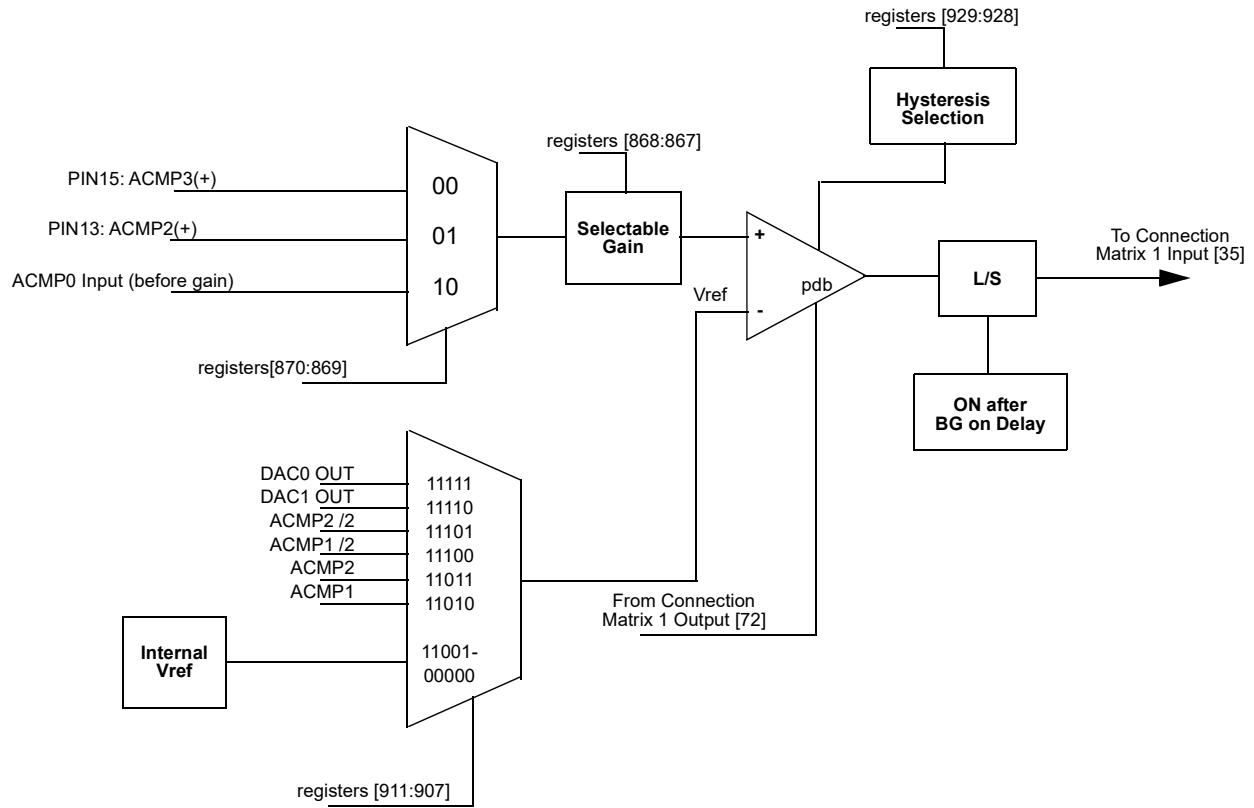 registers [929:928]
Hysteresis
Selection
registers [868:867]
PIN15: ACMP3(+)
00
PIN13: ACMP2(+)
01
ACMP0 Input (before gain)
10
Selectable
Gain
+
To Connection
Matrix 1 Input [35]
pdb
L/S
Vref
-
registers[870:869]
ON after
BG on Delay
DAC0 OUT
11111
DAC1 OUT
11110
ACMP2 /2
11101
ACMP1 /2
11100
ACMP2
11011
ACMP1
11010
From Connection
Matrix 1 Output [72]
Internal
Vref
11001-
00000
registers [911:907]